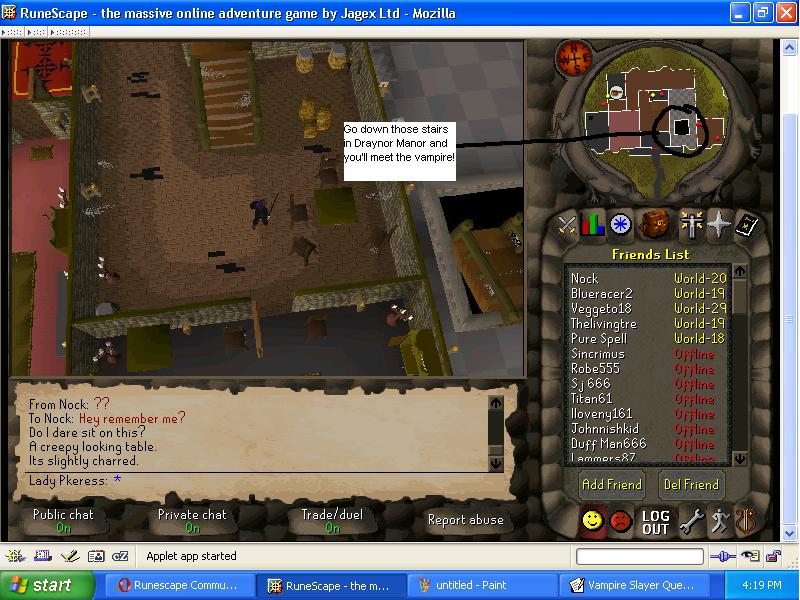 RuneScape - the massive online adventure game by Jagex Ltd - Mozilla
Go down those stairs
in Draynor Manor and
you'll meet the vampire!
Friends List
Nock World-20
Blueracer2 World-19
Veggeto18 World-29
Thelivingtre World-19
Pure Spell World-18
Sincrimus Offline
Robe555 Offline
Sj 666 Offline
Titan61 Offline
Iloveny161 Offline
Johnnishkid Offline
Duff Man666 Offline
Lammers87 Offline
Add Friend Del Friend
LOG
OUT
From Nock: ??
To Nock: Hey remember me?
Do I dare sit on this?
A creepy looking table.
Its slightly charred.
Lady Pkeress: *
Public chat
On
Private chat
On
Trade/duel
On
Report abuse
Applet app started
start
Runescape Commu...
RuneScape - the m...
untitled - Paint
Vampire Slayer Que...
4:19 PM